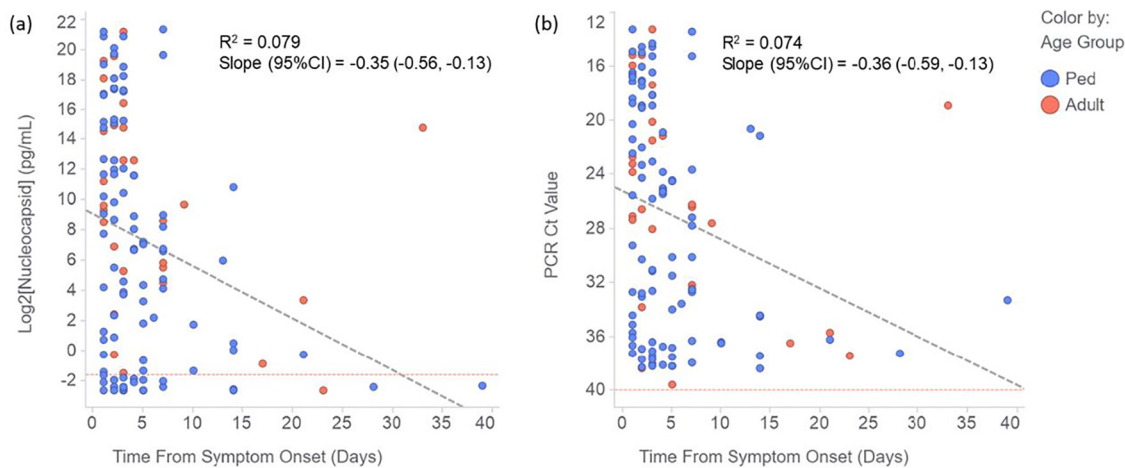 (a)
R² = 0.079
Slope (95%CI) = -0.35 (-0.56, -0.13)
Log2[Nucleocapsid] (pg/mL)
22
20
18
16
14
12
10
8
6
4
2
0
-2
0 5 10 15 20 25 30 35 40
Time From Symptom Onset (Days)
(b)
R² = 0.074
Slope (95%CI) = -0.36 (-0.59, -0.13)
PCR Ct Value
12
16
20
24
28
32
36
40
0 5 10 15 20 25 30 35 40
Time From Symptom Onset (Days)
Color by:
Age Group
Ped
Adult